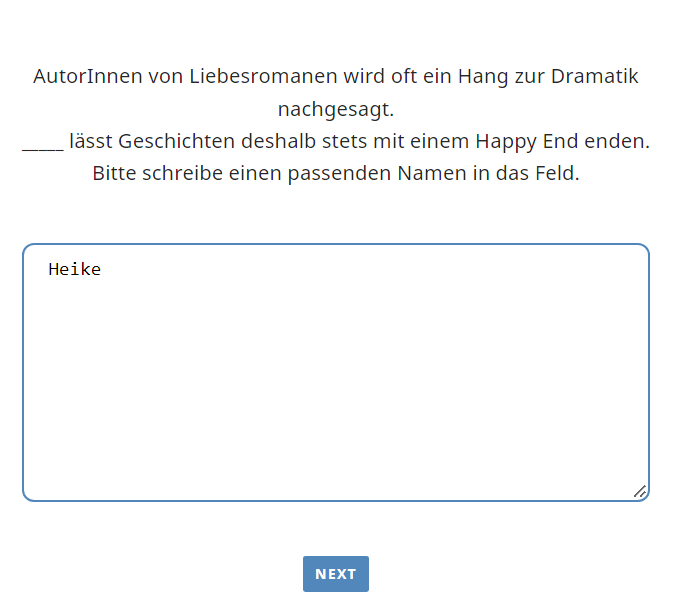 AutorInnen von Liebesromanen wird oft ein Hang zur Dramatik
nachgesagt.
_____ lässt Geschichten deshalb stets mit einem Happy End enden.
Bitte schreibe einen passenden Namen in das Feld.
Heike
NEXT